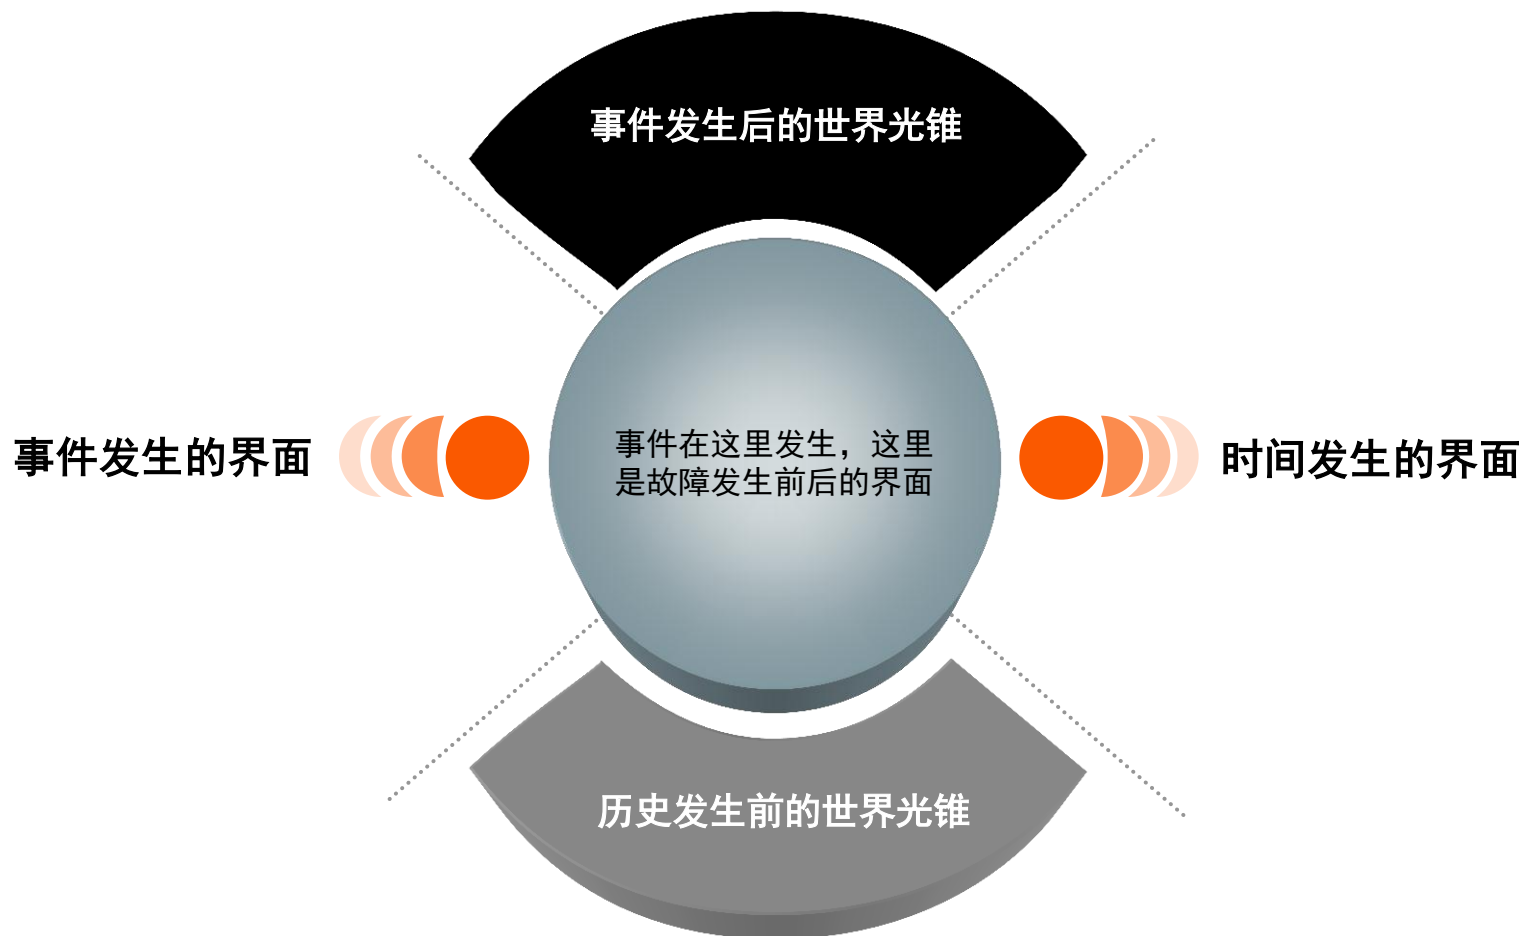 事件发生后的世界光锥
事件发生的界面
事件在这里发生，这里
是故障发生前后的界面
时间发生的界面
历史发生前的世界光锥